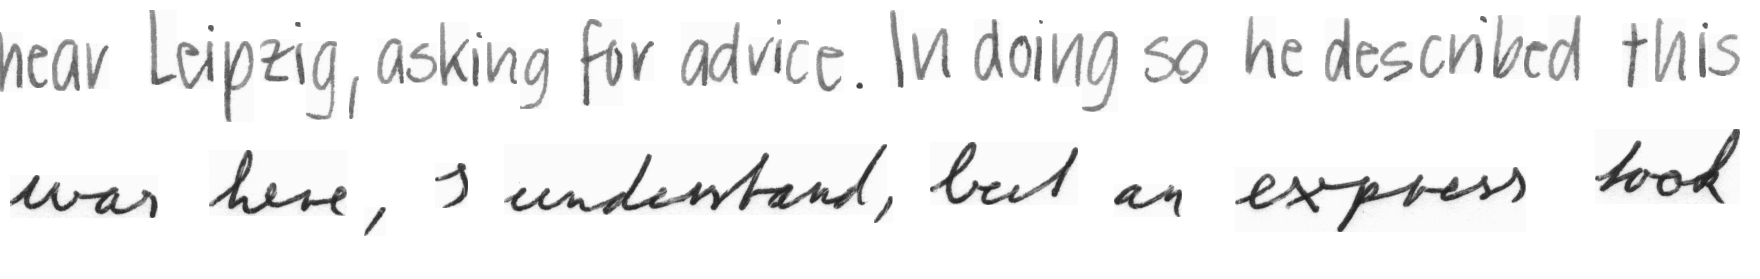 near Leipzig, asking for advice. In doing so he described this
was here, I understand, but an express took